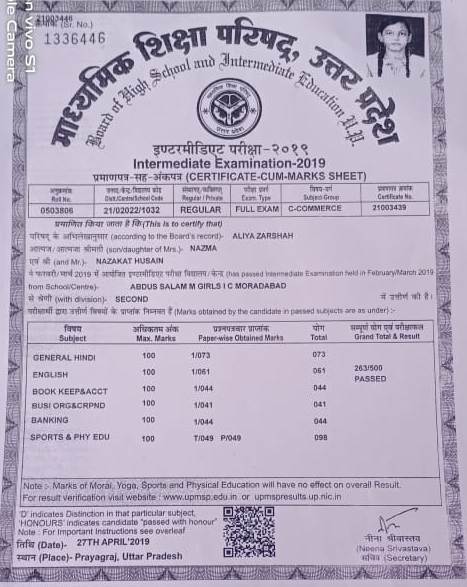 21003446
क्रमांक (Sr. No.)
1336446
n vivo S1
le Camera
माध्यमिक शिक्षा परिषद्, उत्तर प्रदेश
Board of High School and Intermediate Education U.P.
इण्टरमीडिएट परीक्षा-२०१९
Intermediate Examination-2019
प्रमाणपत्र-सह-अंकपत्र (CERTIFICATE-CUM-MARKS SHEET)
अनुक्रमांक जनपद-केन्द्र-विद्यालय कोड संस्थागत/व्यक्तिगत परीक्षा प्रकार विषय-वर्ग प्रमाणपत्र क्रमांक
Roll No. Distt./Centre/School Code Regular / Private Exam. Type Subject-Group Certificate No.
0503806 21/02022/1032 REGULAR FULL EXAM C-COMMERCE 21003439
प्रमाणित किया जाता है कि (This is to certify that)
परिषद् के अभिलेखानुसार (according to the Board's record)- ALIYA ZARSHAH
आत्मज/आत्मजा श्रीमती (son/daughter of Mrs.)- NAZMA
एवं श्री (and Mr.)- NAZAKAT HUSAIN
ने फरवरी/मार्च 2019 में आयोजित इण्टरमीडिएट परीक्षा विद्यालय/केन्द्र (has passed Intermediate Examination held in February/March 2019
from School/Centre)- ABDUS SALAM M GIRLS I C MORADABAD
से श्रेणी (with division)- SECOND में उत्तीर्ण की है।
परीक्षार्थी द्वारा उत्तीर्ण विषयों के प्राप्तांक निम्नवत हैं (Marks obtained by the candidate in passed subjects are as under) :-
विषय अधिकतम अंक प्रश्नपत्रवार प्राप्तांक योग सम्पूर्ण योग एवं परीक्षाफल
Subject Max. Marks Paper-wise Obtained Marks Total Grand Total & Result
GENERAL HINDI 100 1/073 073
ENGLISH 100 1/061 061 263/500
PASSED
BOOK KEEP&ACCT 100 1/044 044
BUSI ORG&CRPND 100 1/041 041
BANKING 100 1/044 044
SPORTS & PHY EDU 100 T/049 P/049 098
Note :- Marks of Moral, Yoga, Sports and Physical Education will have no effect on overall Result.
For result verification visit website : www.upmsp.edu.in or upmspresults.up.nic.in
'D' indicates Distinction in that particular subject,
'HONOURS' indicates candidate "passed with honour"
Note : For Important Instructions see overleaf
तिथि (Date)- 27TH APRIL'2019
स्थान (Place)- Prayagraj, Uttar Pradesh
नीना श्रीवास्तव
(Neena Srivastava)
सचिव (Secretary)